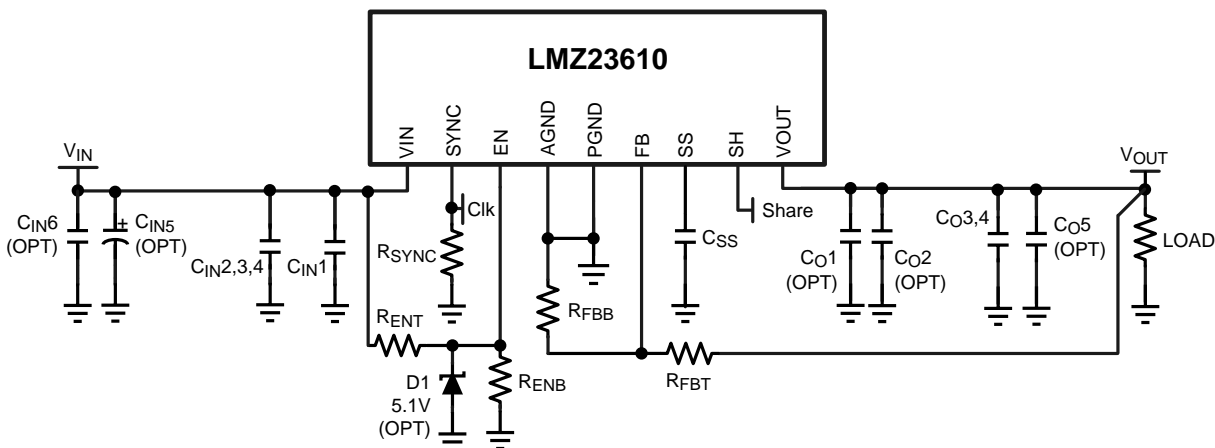 LMZ23610
VIN
SYNC
EN
AGND
PGND
FB
SS
SH
VOUT
VIN
VOUT
CIN6
(OPT)
+
CIN5
(OPT)
CIN2,3,4
CIN1
RSYNC
Clk
RENT
D1
5.1V
(OPT)
RENB
RFBB
RFBT
CSS
Share
CO1
(OPT)
CO2
(OPT)
CO3,4
CO5
(OPT)
LOAD